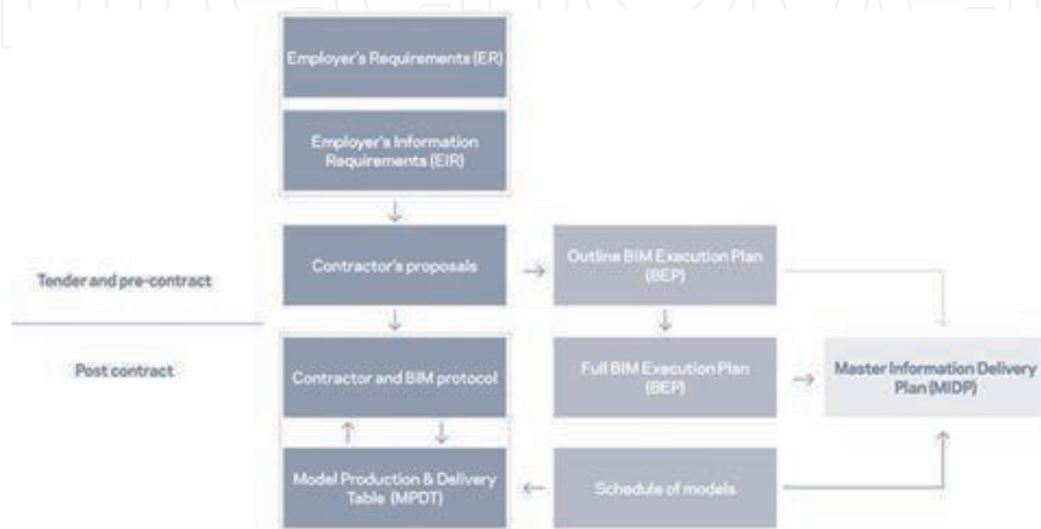 Employer's Requirements (ER)
Employer's Information
Requirements (EIR)
Contractor's proposals
Outline BIM Execution Plan
(BEP)
Tender and pre-contract
Post contract
Contractor and BIM protocol
Full BIM Execution Plan
(BEP)
Master Information Delivery
Plan (MIDP)
Model Production & Delivery
Table (MPDT)
Schedule of models